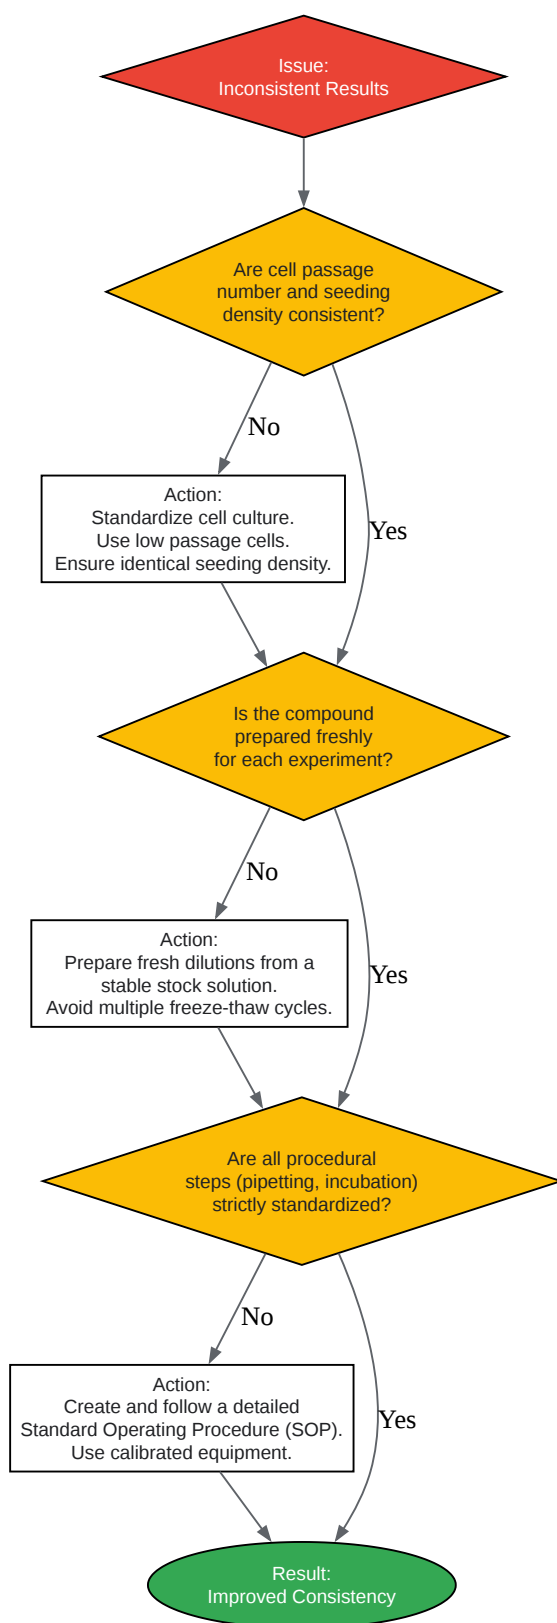 Issue:
Inconsistent Results
Are cell passage
number and seeding
density consistent?
No
Action:
Standardize cell culture.
Use low passage cells.
Ensure identical seeding density.
Yes
Is the compound
prepared freshly
for each experiment?
No
Action:
Prepare fresh dilutions from a
stable stock solution.
Avoid multiple freeze-thaw cycles.
Yes
Are all procedural
steps (pipetting, incubation)
strictly standardized?
No
Action:
Create and follow a detailed
Standard Operating Procedure (SOP).
Use calibrated equipment.
Yes
Result:
Improved Consistency